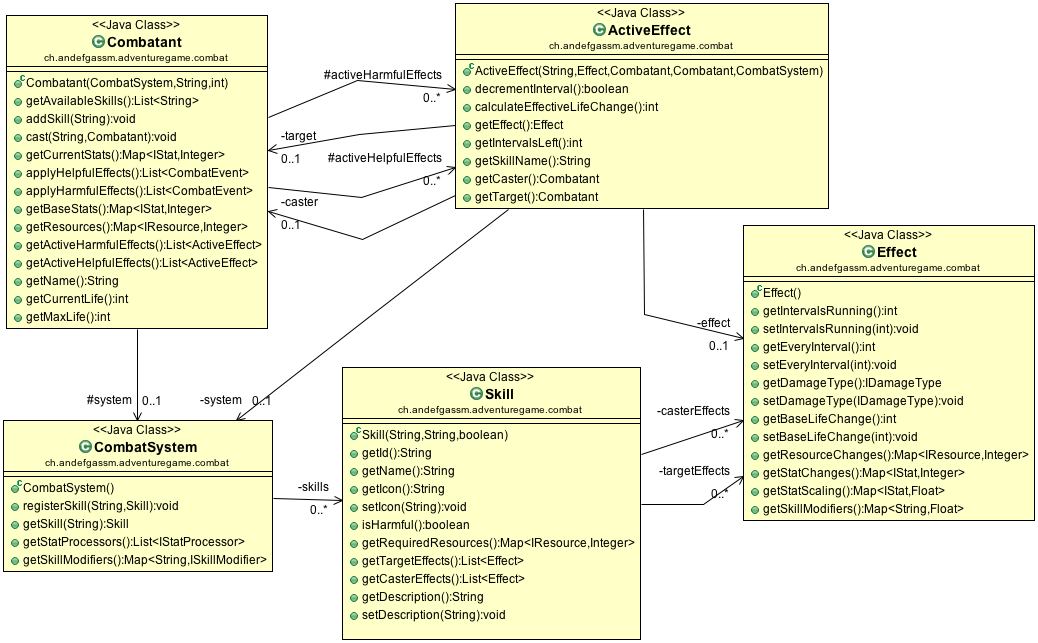 <<Java Class>>
Combatant
ch.andefgassm.adventuregame.combat
Combatant(CombatSystem,String,int)
getAvailableSkills():List<String>
addSkill(String):void
cast(String,Combatant):void
getCurrentStats():Map<IStat,Integer>
applyHelpfulEffects():List<CombatEvent>
applyHarmfulEffects():List<CombatEvent>
getBaseStats():Map<IStat,Integer>
getResources():Map<IResource,Integer>
getActiveHarmfulEffects():List<ActiveEffect>
getActiveHelpfulEffects():List<ActiveEffect>
getName():String
getCurrentLife():int
getMaxLife():int
#activeHarmfulEffects
0..*
-target
0..1
#activeHelpfulEffects
0..*
-caster
0..1
<<Java Class>>
ActiveEffect
ch.andefgassm.adventuregame.combat
ActiveEffect(String,Effect,Combatant,Combatant,CombatSystem)
decrementInterval():boolean
calculateEffectiveLifeChange():int
getEffect():Effect
getIntervalsLeft():int
getSkillName():String
getCaster():Combatant
getTarget():Combatant
-effect
0..1
<<Java Class>>
Effect
ch.andefgassm.adventuregame.combat
Effect()
getIntervalsRunning():int
setIntervalsRunning(int):void
getEveryInterval():int
setEveryInterval(int):void
getDamageType():IDamageType
setDamageType(IDamageType):void
getBaseLifeChange():int
setBaseLifeChange(int):void
getResourceChanges():Map<IResource,Integer>
getStatChanges():Map<IStat,Integer>
getStatScaling():Map<IStat,Float>
getSkillModifiers():Map<String,Float>
#system
0..1
-system
0..1
<<Java Class>>
CombatSystem
ch.andefgassm.adventuregame.combat
CombatSystem()
registerSkill(String,Skill):void
getSkill(String):Skill
getStatProcessors():List<IStatProcessor>
getSkillModifiers():Map<String,ISkillModifier>
-skills
0..*
<<Java Class>>
Skill
ch.andefgassm.adventuregame.combat
Skill(String,String,boolean)
getId():String
getName():String
getIcon():String
setIcon(String):void
isHarmful():boolean
getRequiredResources():Map<IResource,Integer>
getTargetEffects():List<Effect>
getCasterEffects():List<Effect>
getDescription():String
setDescription(String):void
-casterEffects
0..*
-targetEffects
0..*